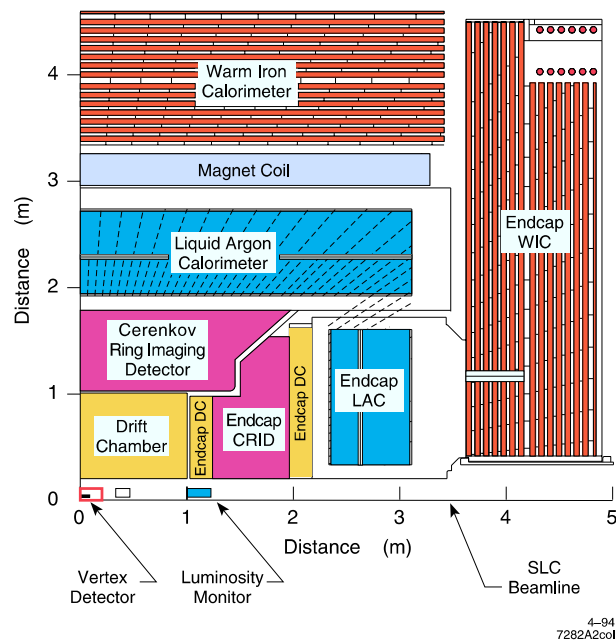 4
Warm Iron
Calorimeter
Magnet Coil
3
Distance (m)
Liquid Argon
Calorimeter
Endcap
WIC
2
Cerenkov
Ring Imaging
Detector
Endcap DC
Endcap
LAC
1
Drift
Chamber
Endcap DC
Endcap
CRID
0
0
1
2
3
4
5
Distance (m)
Vertex
Detector
Luminosity
Monitor
SLC
Beamline
4–94
7282A2col